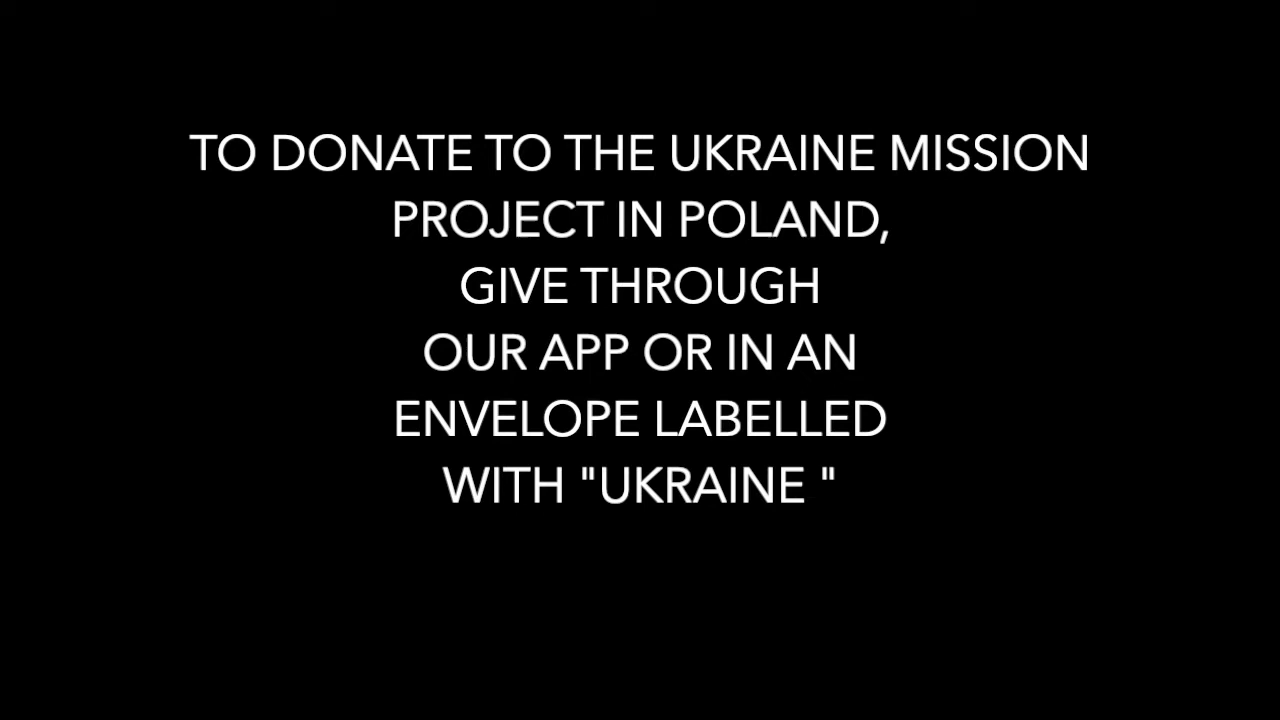 TO DONATE TO THE UKRAINE MISSION
PROJECT IN POLAND,
GIVE THROUGH
OUR APP OR IN AN
ENVELOPE LABELLED
WITH "UKRAINE "